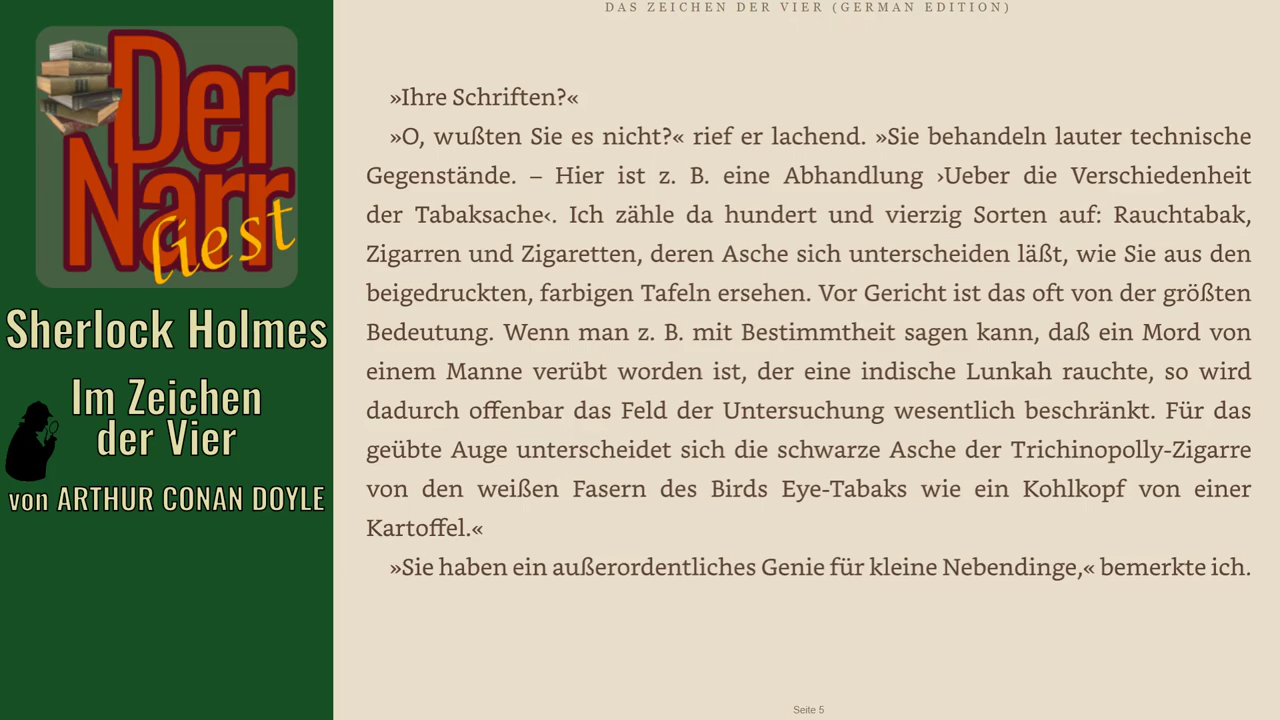 Der
Narr
liest
Sherlock Holmes
Im Zeichen
der Vier
von ARTHUR CONAN DOYLE
DAS ZEICHEN DER VIER (GERMAN EDITION)
»Ihre Schriften?«
»O, wußten Sie es nicht?« rief er lachend. »Sie behandeln lauter technische
Gegenstände. – Hier ist z. B. eine Abhandlung ›Ueber die Verschiedenheit
der Tabaksache‹. Ich zähle da hundert und vierzig Sorten auf: Rauchtabak,
Zigarren und Zigaretten, deren Asche sich unterscheiden läßt, wie Sie aus den
beigedruckten, farbigen Tafeln ersehen. Vor Gericht ist das oft von der größten
Bedeutung. Wenn man z. B. mit Bestimmtheit sagen kann, daß ein Mord von
einem Manne verübt worden ist, der eine indische Lunkah rauchte, so wird
dadurch offenbar das Feld der Untersuchung wesentlich beschränkt. Für das
geübte Auge unterscheidet sich die schwarze Asche der Trichinopolly-Zigarre
von den weißen Fasern des Birds Eye-Tabaks wie ein Kohlkopf von einer
Kartoffel.«
»Sie haben ein außerordentliches Genie für kleine Nebendinge,« bemerkte ich.
Seite 5